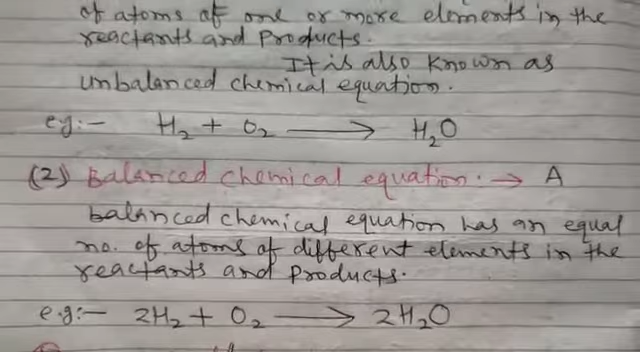 of atoms of one or more elements in the
reactants and Products.
It is also known as
unbalanced chemical equation.
e.g:- H₂ + O₂ ⟶ H₂O
(2) Balanced chemical equation:→ A
balanced chemical equation has an equal
no. of atoms of different elements in the
reactants and products.
e.g:- 2H₂ + O₂ ⟶ 2H₂O